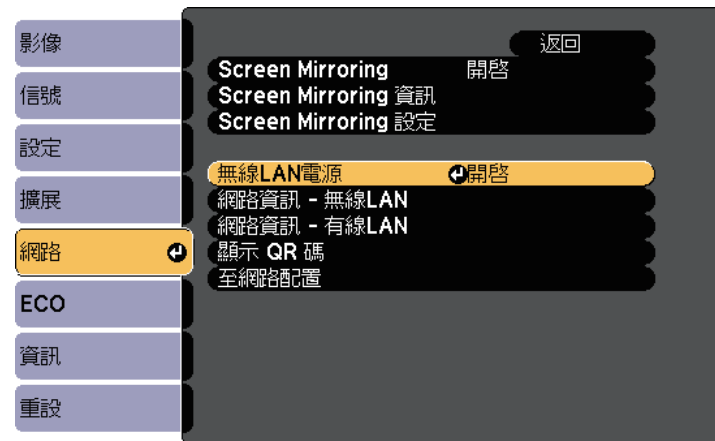 影像
信號
設定
擴展
網路
ECO
資訊
重設
返回
Screen Mirroring 開啓
Screen Mirroring 資訊
Screen Mirroring 設定
無線LAN電源 開啓
網路資訊 - 無線LAN
網路資訊 - 有線LAN
顯示 QR 碼
至網路配置